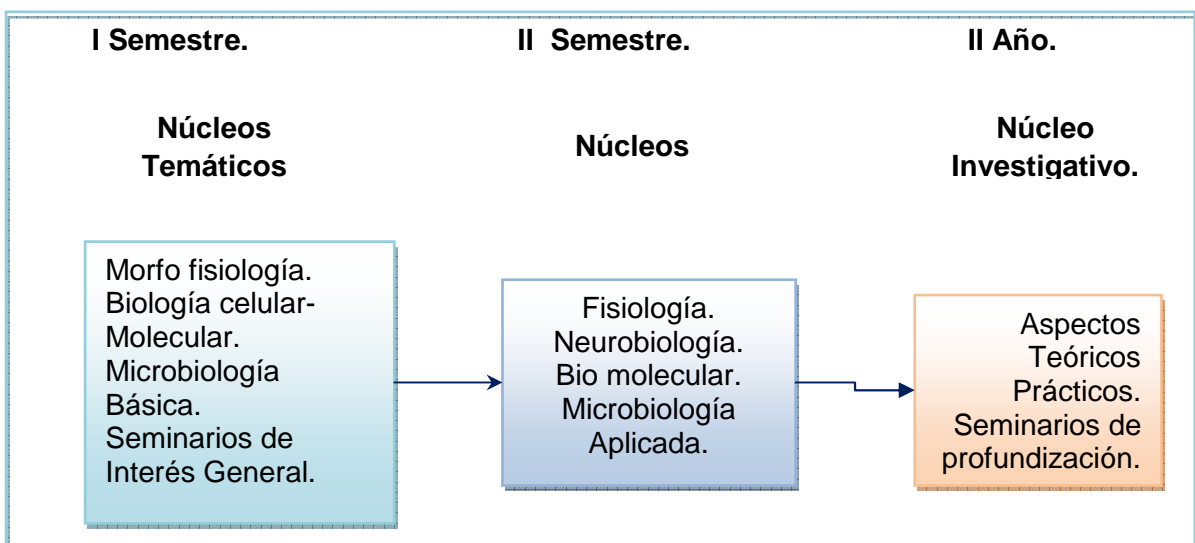 I Semestre.
II Semestre.
II Año.
Núcleos
Temáticos
Núcleos
Núcleo
Investigativo.
Morfo fisiología.
Biología celular-
Molecular.
Microbiología
Básica.
Seminarios de
Interés General.
Fisiología.
Neurobiología.
Bio molecular.
Microbiología
Aplicada.
Aspectos
Teóricos
Prácticos.
Seminarios de
profundización.